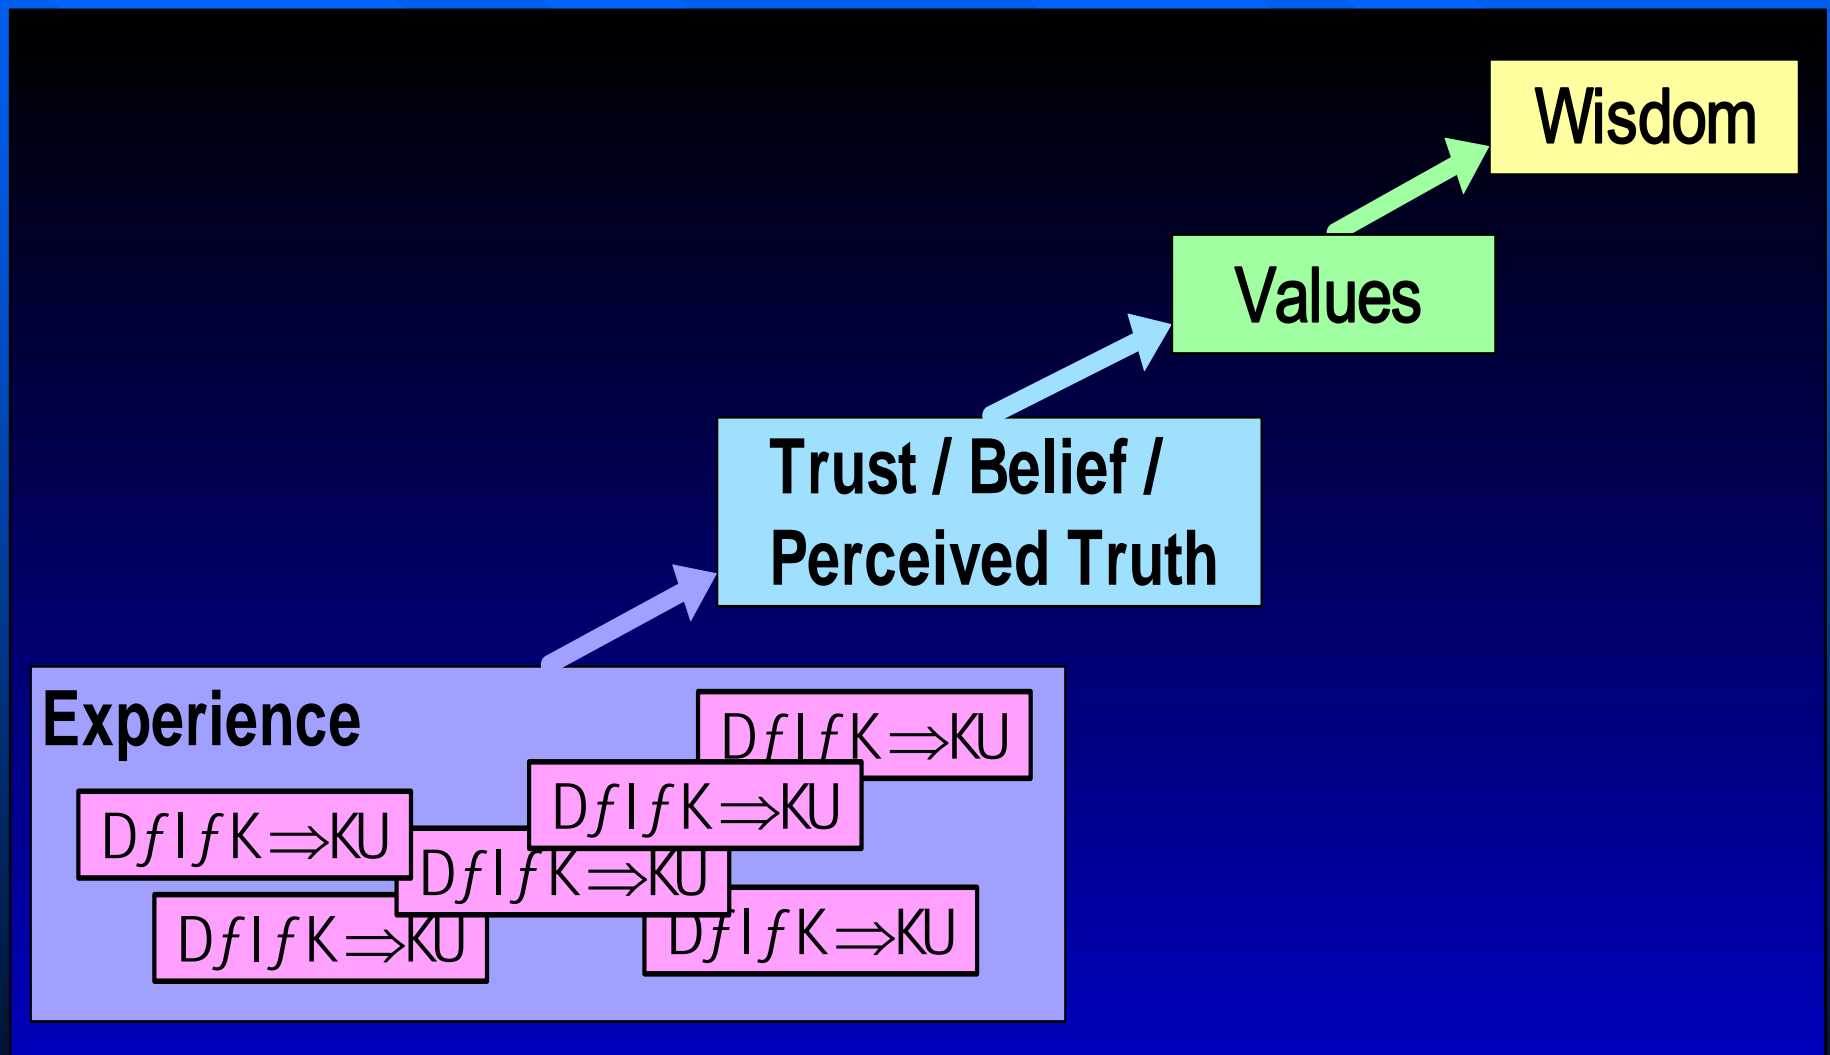 Wisdom
Values
Trust / Belief /
Perceived Truth
Experience
DƒIƒK⇒KU
DƒIƒK⇒KU
DƒIƒK⇒KU
DƒIƒK⇒KU
DƒIƒK⇒KU
DƒIƒK⇒KU